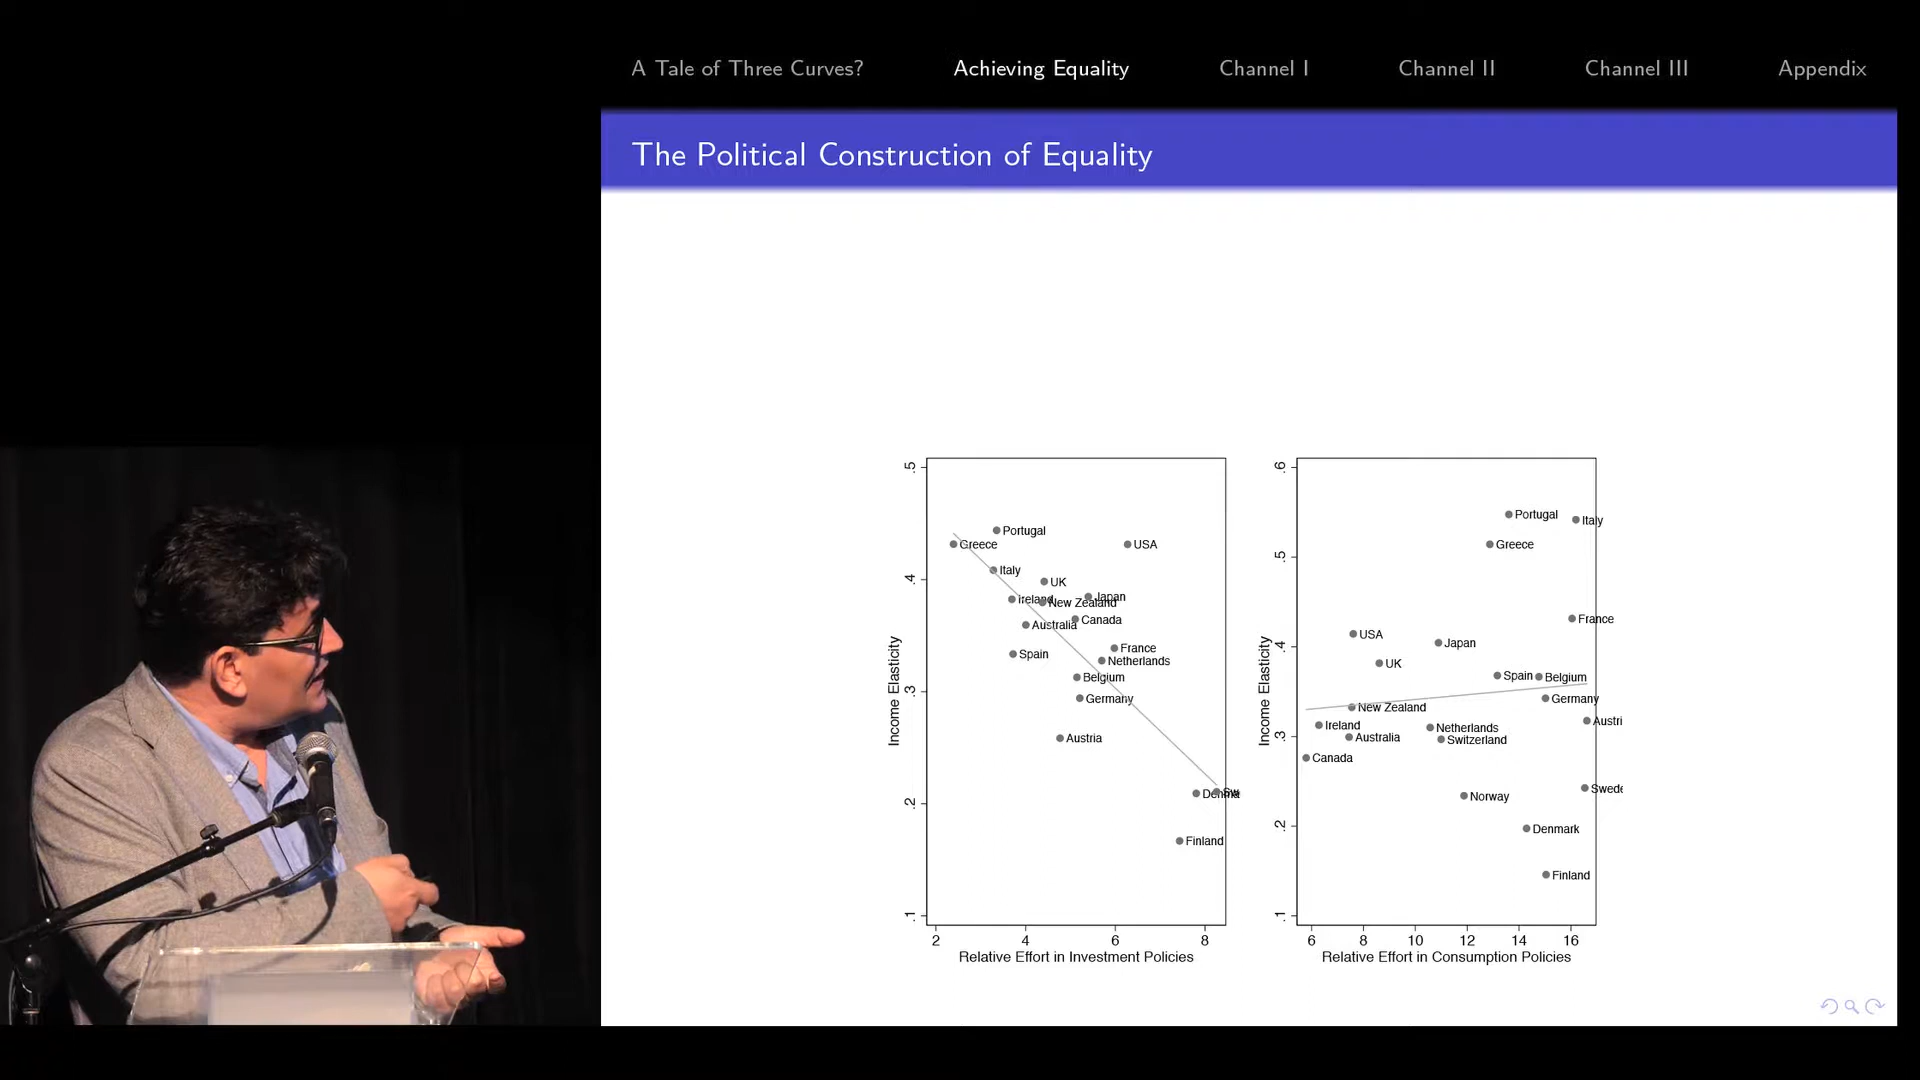 A Tale of Three Curves? Achieving Equality Channel I Channel II Channel III Appendix
The Political Construction of Equality
.5
.4
.3
.2
.1
Income Elasticity
Portugal
Greece
USA
Italy
UK
Ireland
Japan
New Zealand
Canada
Australia
France
Spain
Netherlands
Belgium
Germany
Austria
Denma
Sw
Finland
2 4 6 8
Relative Effort in Investment Policies
.6
.5
.4
.3
.2
.1
Income Elasticity
Portugal
Italy
Greece
France
USA
Japan
UK
Spain
Belgium
Germany
New Zealand
Austri
Ireland
Netherlands
Australia
Switzerland
Canada
Swede
Norway
Denmark
Finland
6 8 10 12 14 16
Relative Effort in Consumption Policies